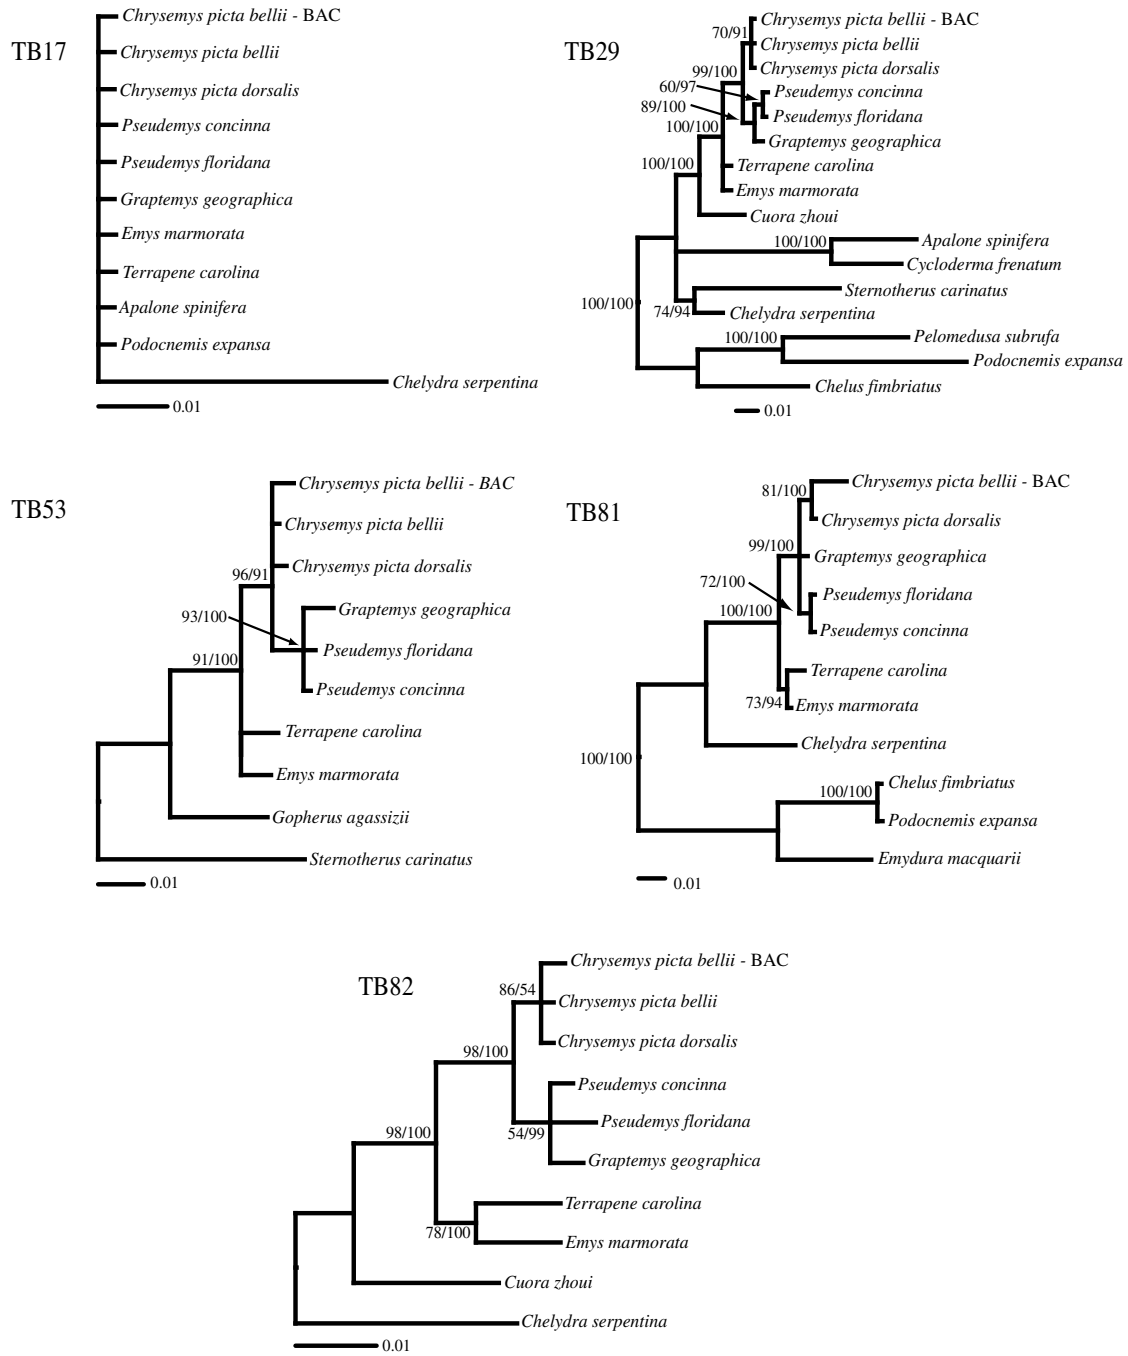 TB17
Chrysemys picta bellii - BAC
Chrysemys picta bellii
Chrysemys picta dorsalis
Pseudemys concinna
Pseudemys floridana
Graptemys geographica
Emys marmorata
Terrapene carolina
Apalone spinifera
Podocnemis expansa
Chelydra serpentina
0.01
TB29
Chrysemys picta bellii - BAC
70/91
Chrysemys picta bellii
Chrysemys picta dorsalis
99/100
60/97
Pseudemys concinna
89/100
Pseudemys floridana
100/100
Graptemys geographica
100/100
Terrapene carolina
Emys marmorata
Cuora zhoui
100/100
Apalone spinifera
Cycloderma frenatum
Sternotherus carinatus
100/100
74/94
Chelydra serpentina
100/100
Pelomedusa subrufa
Podocnemis expansa
Chelus fimbriatus
0.01
TB53
Chrysemys picta bellii - BAC
Chrysemys picta bellii
Chrysemys picta dorsalis
96/91
Graptemys geographica
93/100
Pseudemys floridana
91/100
Pseudemys concinna
Terrapene carolina
Emys marmorata
Gopherus agassizii
Sternotherus carinatus
0.01
TB81
Chrysemys picta bellii - BAC
81/100
Chrysemys picta dorsalis
99/100
Graptemys geographica
72/100
Pseudemys floridana
100/100
Pseudemys concinna
Terrapene carolina
73/94
Emys marmorata
Chelydra serpentina
100/100
Chelus fimbriatus
100/100
Podocnemis expansa
Emydura macquarii
0.01
TB82
Chrysemys picta bellii - BAC
86/54
Chrysemys picta bellii
Chrysemys picta dorsalis
98/100
Pseudemys concinna
Pseudemys floridana
54/99
98/100
Graptemys geographica
Terrapene carolina
78/100
Emys marmorata
Cuora zhoui
Chelydra serpentina
0.01